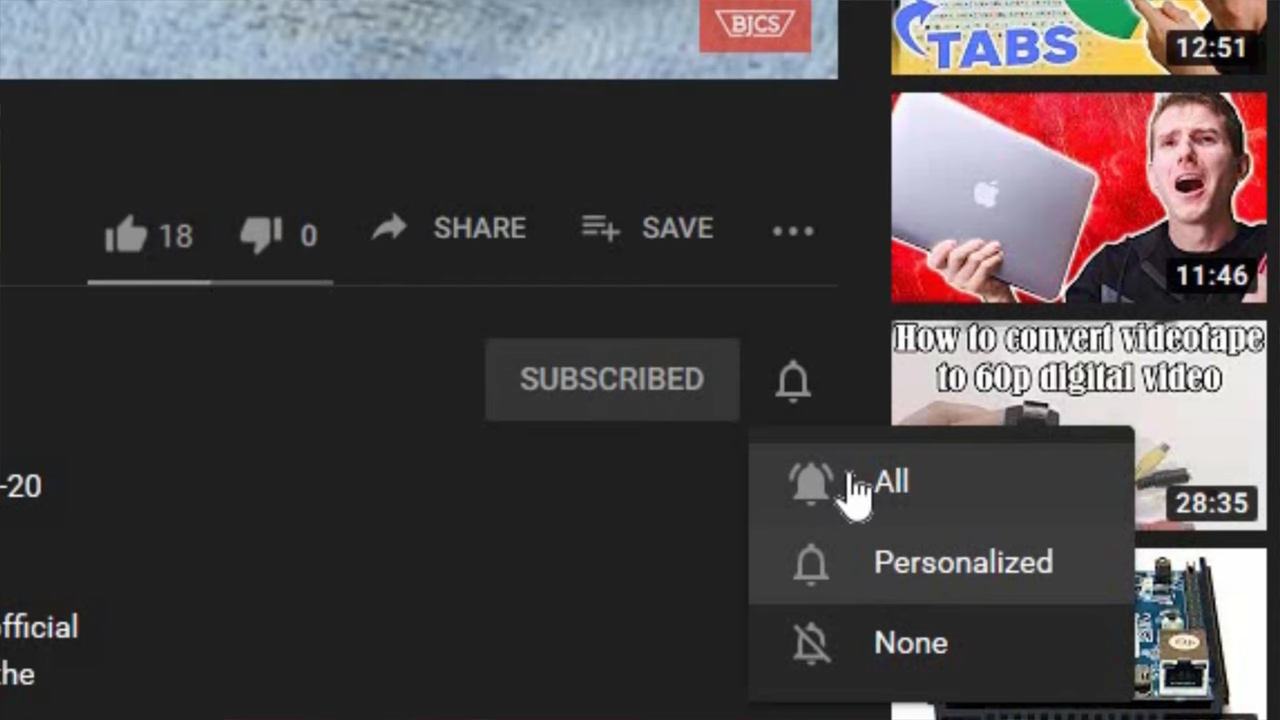 BJCS
TABS
12:51
11:46
18
0
SHARE
SAVE
How to convert videotape
to 60p digital video
SUBSCRIBED
28:35
-20
All
Personalized
None
fficial
he